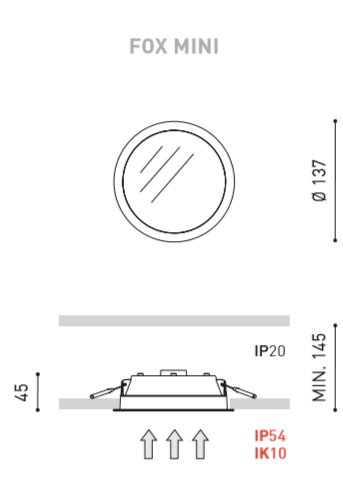 FOX MINI
Ø 137
IP20
MIN. 145
45
IP54
IK10